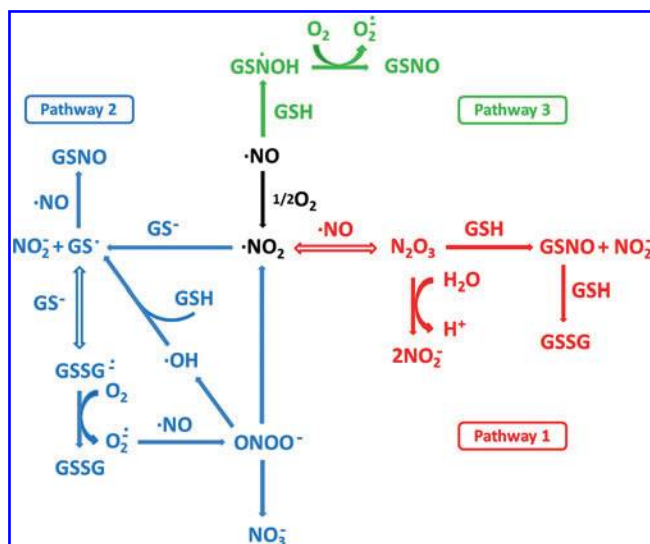 O₂ O₂⁻̇
GSṄOH GSNO
Pathway 2
Pathway 3
GSH
GSNO
·NO
·NO
1/2O₂
GS⁻
·NO
NO₂⁻ + GS·
·NO₂
N₂O₃
GSH
GSNO + NO₂⁻
GS⁻
GSH
H₂O
GSH
H⁺
GSSG⁻̇
·OH
2NO₂⁻
GSSG
O₂
O₂⁻̇
·NO
ONOO⁻
Pathway 1
GSSG
NO₃⁻